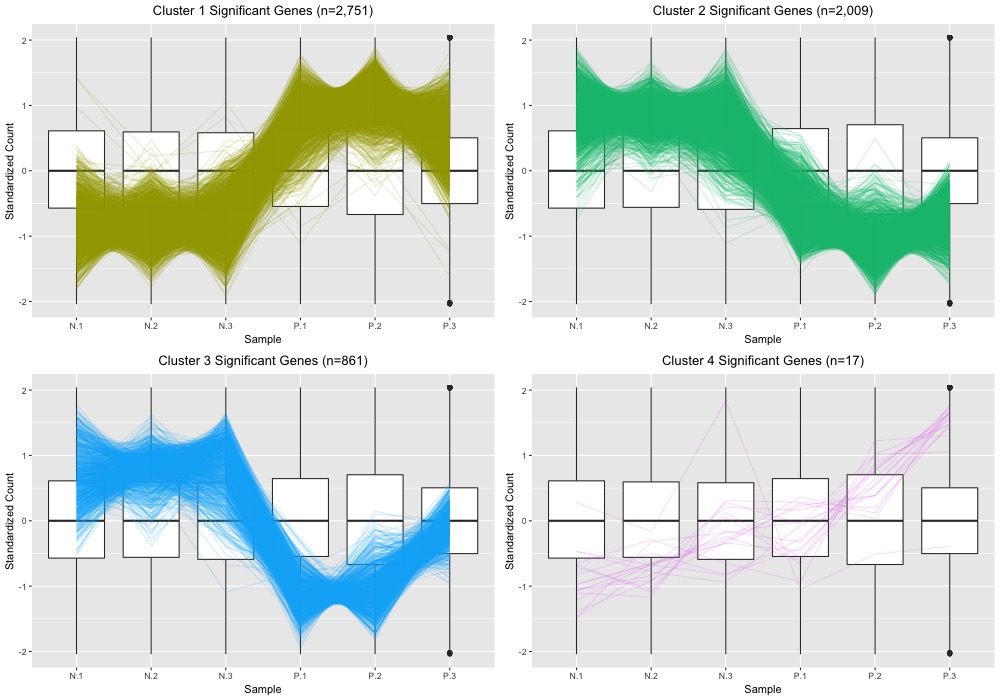 Cluster 1 Significant Genes (n=2,751)
Standardized Count
2
1
0
-1
-2
N.1 N.2 N.3 P.1 P.2 P.3
Sample
Cluster 2 Significant Genes (n=2,009)
Standardized Count
2
1
0
-1
-2
N.1 N.2 N.3 P.1 P.2 P.3
Sample
Cluster 3 Significant Genes (n=861)
Standardized Count
2
1
0
-1
-2
N.1 N.2 N.3 P.1 P.2 P.3
Sample
Cluster 4 Significant Genes (n=17)
Standardized Count
2
1
0
-1
-2
N.1 N.2 N.3 P.1 P.2 P.3
Sample